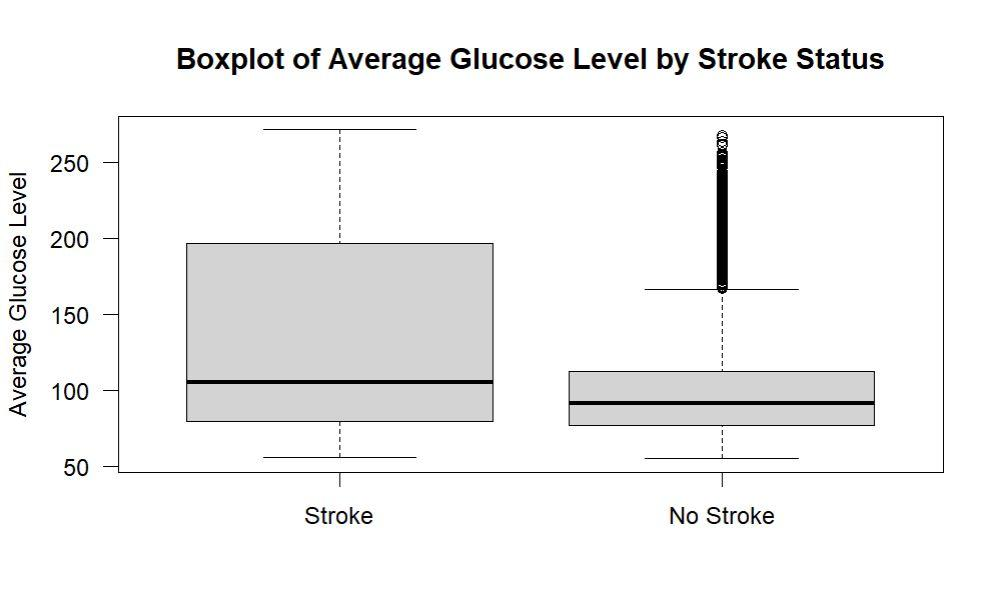 Boxplot of Average Glucose Level by Stroke Status
Average Glucose Level
250
200
150
100
50
Stroke
No Stroke